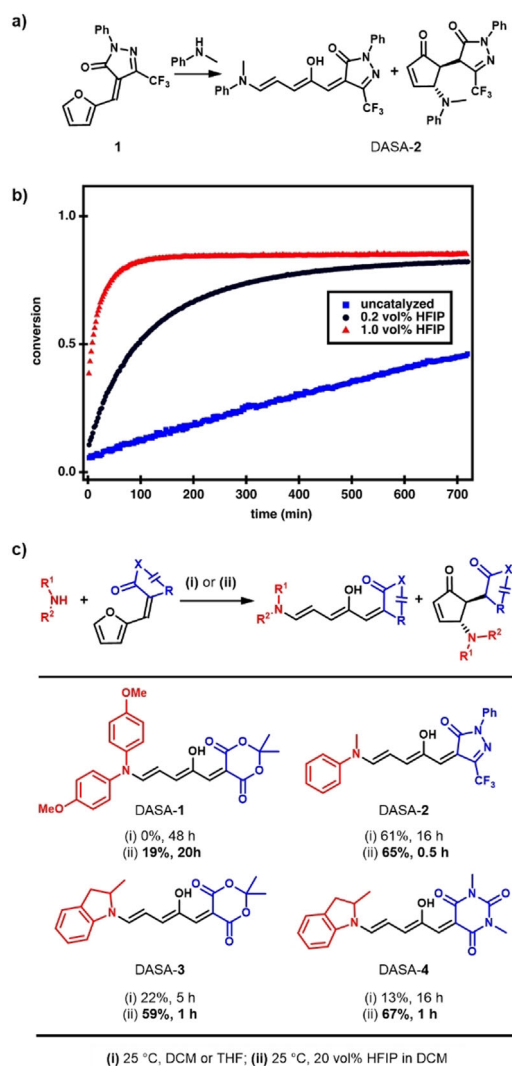 a)
Ph
N
O
N
CF3
O
1
H
Ph N
N
Ph
OH
O
Ph
N
N
CF3
+
O
O
Ph
N
N
N
CF3
Ph
DASA-2
b)
1.0
0.5
0.0
conversion
uncatalyzed
0.2 vol% HFIP
1.0 vol% HFIP
0 100 200 300 400 500 600 700
time (min)
c)
R1
NH
R2
+
O
X
R
O
(i) or (ii)
R1
N
R2
OH
O
X
R
+
O
O
X
R
N R2
R1
OMe
N
MeO
OH
O
O
O
O
DASA-1
(i) 0%, 48 h
(ii) 19%, 20h
N
OH
O
Ph
N
N
CF3
DASA-2
(i) 61%, 16 h
(ii) 65%, 0.5 h
N
OH
O
O
O
O
DASA-3
(i) 22%, 5 h
(ii) 59%, 1 h
N
OH
O
N
O
N
O
DASA-4
(i) 13%, 16 h
(ii) 67%, 1 h
(i) 25 °C, DCM or THF; (ii) 25 °C, 20 vol% HFIP in DCM